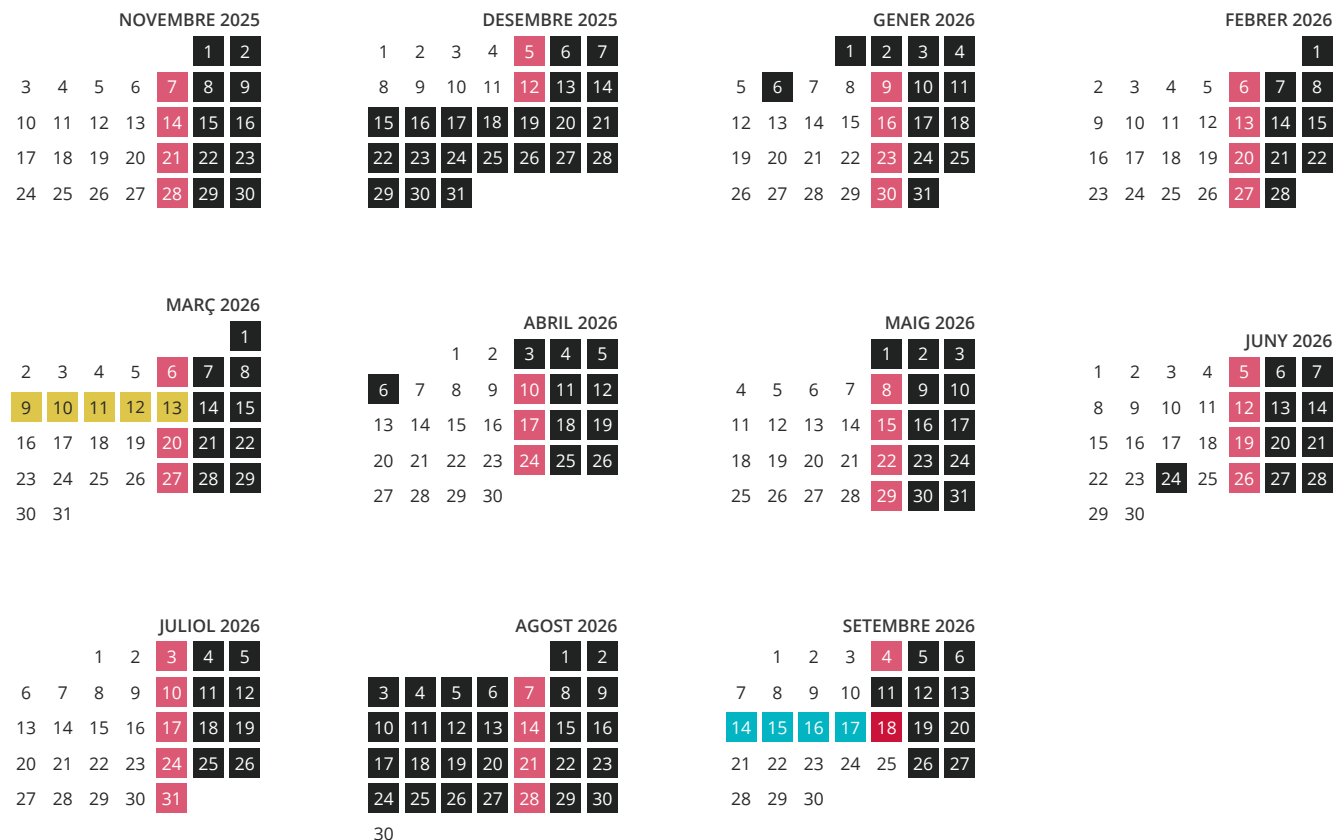 NOVEMBRE 2025
1 2
3 4 5 6 7 8 9
10 11 12 13 14 15 16
17 18 19 20 21 22 23
24 25 26 27 28 29 30
DESEMBRE 2025
1 2 3 4 5 6 7
8 9 10 11 12 13 14
15 16 17 18 19 20 21
22 23 24 25 26 27 28
29 30 31
GENER 2026
1 2 3 4
5 6 7 8 9 10 11
12 13 14 15 16 17 18
19 20 21 22 23 24 25
26 27 28 29 30 31
FEBRER 2026
1
2 3 4 5 6 7 8
9 10 11 12 13 14 15
16 17 18 19 20 21 22
23 24 25 26 27 28
MARÇ 2026
1
2 3 4 5 6 7 8
9 10 11 12 13 14 15
16 17 18 19 20 21 22
23 24 25 26 27 28 29
30 31
ABRIL 2026
1 2 3 4 5
6 7 8 9 10 11 12
13 14 15 16 17 18 19
20 21 22 23 24 25 26
27 28 29 30
MAIG 2026
1 2 3
4 5 6 7 8 9 10
11 12 13 14 15 16 17
18 19 20 21 22 23 24
25 26 27 28 29 30 31
JUNY 2026
1 2 3 4 5 6 7
8 9 10 11 12 13 14
15 16 17 18 19 20 21
22 23 24 25 26 27 28
29 30
JULIOL 2026
1 2 3 4 5
6 7 8 9 10 11 12
13 14 15 16 17 18 19
20 21 22 23 24 25 26
27 28 29 30 31
AGOST 2026
1 2
3 4 5 6 7 8 9
10 11 12 13 14 15 16
17 18 19 20 21 22 23
24 25 26 27 28 29 30
30
SETEMBRE 2026
1 2 3 4 5 6
7 8 9 10 11 12 13
14 15 16 17 18 19 20
21 22 23 24 25 26 27
28 29 30